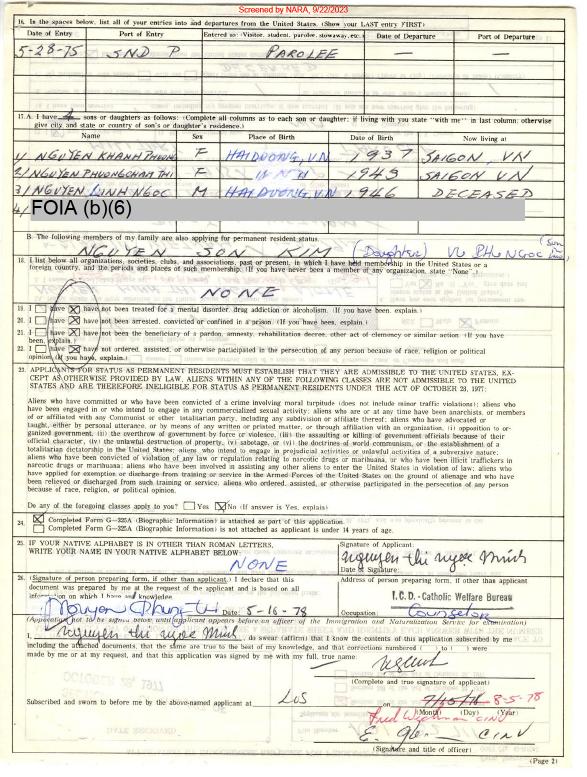 Screened by NARA, 9/22/2023
16. In the spaces below, list all of your entries into and departures from the United States. (Show your LAST entry FIRST)
Date of Entry Port of Entry Entered as: (Visitor, student, parolee, stowaway, etc.) Date of Departure Port of Departure
5-28-75 SND P PAROLEE — —
17. A. I have 4 sons or daughters as follows: (Complete all columns as to each son or daughter; if living with you state "with me" in last column; otherwise
give city and state or country of son's or daughter's residence.)
Name Sex Place of Birth Date of Birth Now living at
1/ NGUYEN KHANH PHUONG F HAIDUONG, VN 1937 SAIGON, VN
2/ NGUYEN PHUONG CHAM THI F 1943 SAIGON VN
3/ NGUYEN LINH NGOC M HAIDUONG, VN 1946 DECEASED
4/ FOIA (b)(6)
B. The following members of my family are also applying for permanent resident status.
NGUYEN SON KIM (Daughter) VU PHU NGOC (Son in law)
18. I list below all organizations, societies, clubs, and associations, past or present, in which I have held membership in the United States or a
foreign country, and the periods and places of such membership. (If you have never been a member of any organization, state "None".)
NONE
19. I ☐ have ☒ have not been treated for a mental disorder, drug addiction or alcoholism. (If you have been, explain.)
20. I ☐ have ☒ have not been arrested, convicted or confined in a prison. (If you have been, explain.)
21. I ☐ have ☒ have not been the beneficiary of a pardon, amnesty, rehabilitation decree, other act of clemency or similar action. (If you have
been, explain.)
22. I ☐ have ☒ have not ordered, assisted, or otherwise participated in the persecution of any person because of race, religion or political
opinion. (If you have, explain.)
23. APPLICANTS FOR STATUS AS PERMANENT RESIDENTS MUST ESTABLISH THAT THEY ARE ADMISSIBLE TO THE UNITED STATES, EX-
CEPT AS OTHERWISE PROVIDED BY LAW, ALIENS WITHIN ANY OF THE FOLLOWING CLASSES ARE NOT ADMISSIBLE TO THE UNITED
STATES AND ARE THEREFORE INELIGIBLE FOR STATUS AS PERMANENT RESIDENTS UNDER THE ACT OF OCTOBER 28, 1977:
Aliens who have committed or who have been convicted of a crime involving moral turpitude (does not include minor traffic violations); aliens who
have been engaged in or who intend to engage in any commercialized sexual activity; aliens who are or at any time have been anarchists, or members
of or affiliated with any Communist or other totalitarian party, including any subdivision or affiliate thereof; aliens who have advocated or
taught, either by personal utterance, or by means of any written or printed matter, or through affiliation with an organization, (i) opposition to or-
ganized government, (ii) the overthrow of government by force or violence, (iii) the assaulting or killing of government officials because of their
official character, (iv) the unlawful destruction of property, (v) sabotage, or (vi) the doctrines of world communism, or the establishment of a
totalitarian dictatorship in the United States; aliens who intend to engage in prejudicial activities or unlawful activities of a subversive nature;
aliens who have been convicted of violation of any law or regulation relating to narcotic drugs or marihuana, or who have been illicit traffickers in
narcotic drugs or marihuana; aliens who have been involved in assisting any other aliens to enter the United States in violation of law; aliens who
have applied for exemption or discharge from training or service in the Armed Forces of the United States on the ground of alienage and who have
been relieved or discharged from such training or service; aliens who ordered, assisted, or otherwise participated in the persecution of any person
because of race, religion, or political opinion.
Do any of the foregoing classes apply to you? ☐ Yes ☒ No (If answer is Yes, explain)
24. ☒ Completed Form G-325A (Biographic Information) is attached as part of this application.
☐ Completed Form G-325A (Biographic Information) is not attached as applicant is under 14 years of age.
25. IF YOUR NATIVE ALPHABET IS IN OTHER THAN ROMAN LETTERS,
WRITE YOUR NAME IN YOUR NATIVE ALPHABET BELOW:
NONE
Signature of Applicant:
nguyen thi ngoc Minh
Date of Signature:
26. (Signature of person preparing form, if other than applicant.) I declare that this
document was prepared by me at the request of the applicant and is based on all
information on which I have any knowledge.
Date: 5-16-78
Address of person preparing form, if other than applicant
I.C.D.-Catholic Welfare Bureau
Occupation: Counselor
(Application not to be signed below until applicant appears before an officer of the Immigration and Naturalization Service for examination)
I, nguyen thi ngoc Minh, do swear (affirm) that I know the contents of this application subscribed by me
including the attached documents, that the same are true to the best of my knowledge, and that corrections numbered ( ) to ( ) were
made by me or at my request, and that this application was signed by me with my full, true name:
(Complete and true signature of applicant)
Subscribed and sworn to before me by the above-named applicant at LOS on 8-5-78
(Month) (Day) (Year)
CINV
(Signature and title of officer)
(Page 2)